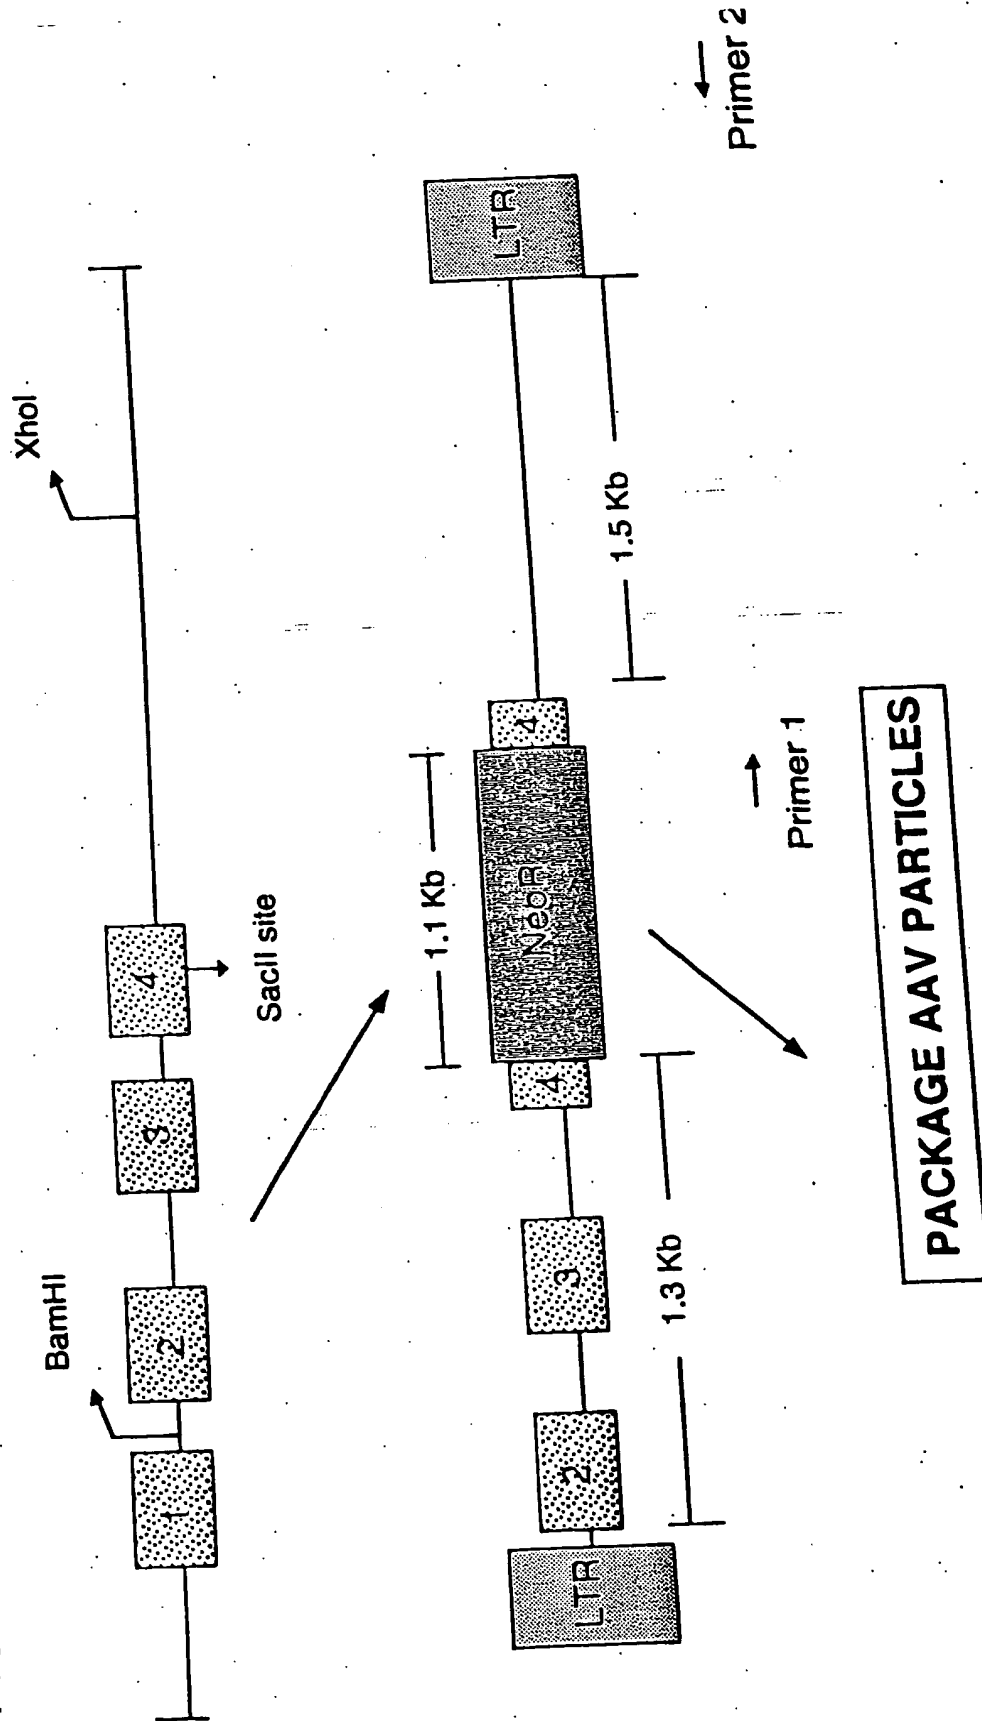 BamHI
XhoI
1
2
3
4
SacII site
1.1 Kb
LTR
2
3
4
NeoR
4
LTR
1.3 Kb
1.5 Kb
Primer 1
Primer 2
PACKAGE AAV PARTICLES